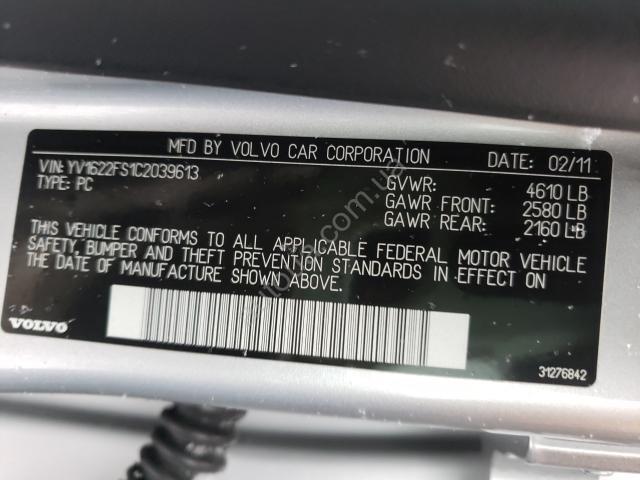 MFD BY VOLVO CAR CORPORATION DATE: 02/11
VIN: YV1622FS1C2039613
TYPE: PC
GVWR: 4610 LB
GAWR FRONT: 2580 LB
GAWR REAR: 2160 LB
THIS VEHICLE CONFORMS TO ALL APPLICABLE FEDERAL MOTOR VEHICLE
SAFETY, BUMPER AND THEFT PREVENTION STANDARDS IN EFFECT ON
THE DATE OF MANUFACTURE SHOWN ABOVE.
VOLVO
31276842